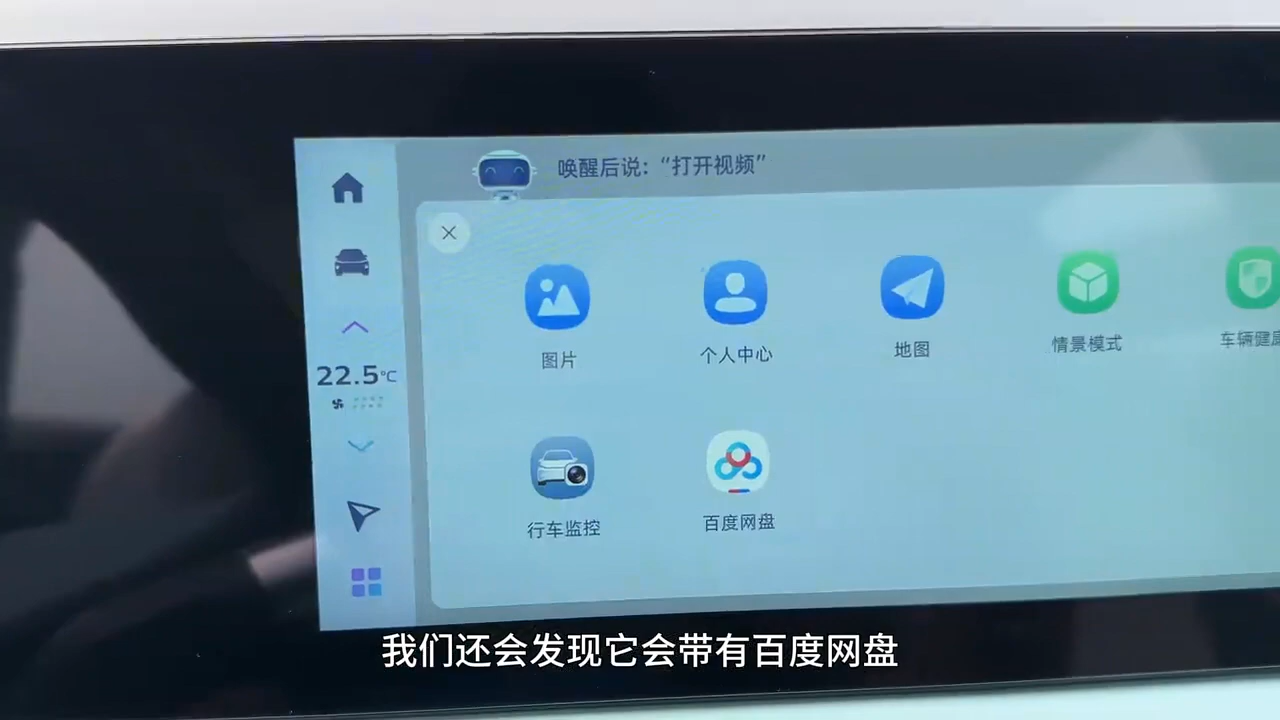 唤醒后说：“打开视频”
图片
个人中心
地图
情景模式
车辆健康
22.5℃
行车监控
百度网盘
我们还会发现它会带有百度网盘